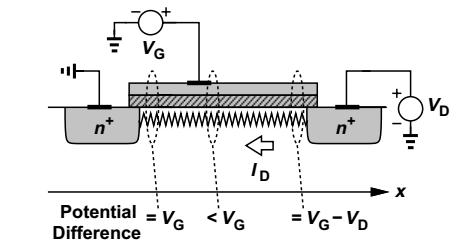 − +
V_G
+
V_D
−
n⁺
n⁺
I_D
x
Potential Difference = V_G < V_G = V_G − V_D